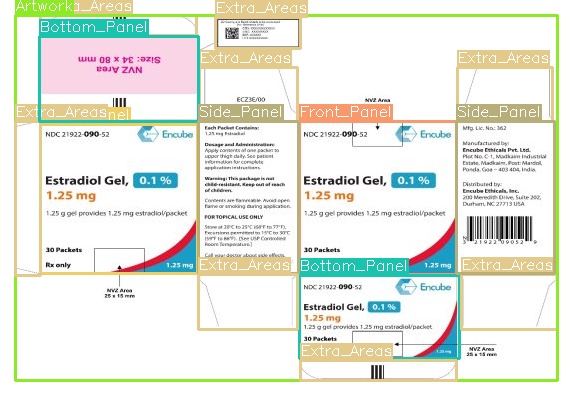 Artwork
Extra_Areas
Bottom_Panel
NVZ Area
Size: 34 x 80 mm
Extra_Areas
ECZ3E/00
NVZ Area
Extra_Areas
Side_Panel
Front_Panel
Side_Panel
NDC 21922-090-52
Encube
Estradiol Gel, 0.1 %
1.25 mg
1.25 g gel provides 1.25 mg estradiol/packet
30 Packets
Rx only
1.25 mg
NVZ Area
25 x 15 mm
Each Packet Contains:
1.25 mg Estradiol
Dosage and Administration:
Apply contents of one packet to
upper thigh daily. See patient
information for complete
application instructions.
Warning: This package is not
child-resistant. Keep out of reach
of children.
Contents are flammable. Avoid open
flame or smoking during application.
FOR TOPICAL USE ONLY
Store at 20°C to 25°C (68°F to 77°F).
Excursions permitted to 15°C to 30°C
(59°F to 86°F). [See USP Controlled
Room Temperature.]
Call your doctor about side effects.
NDC 21922-090-52
Encube
Estradiol Gel, 0.1 %
1.25 mg
1.25 g gel provides 1.25 mg estradiol/packet
30 Packets
1.25 mg
Mfg. Lic. No.: 362
Manufactured by:
Encube Ethicals Pvt. Ltd.
Plot No. C-1, Madkaim Industrial
Estate, Madkaim, Post: Mardol,
Ponda, Goa – 403 404, India.
Distributed by:
Encube Ethicals, Inc.
200 Meredith Drive, Suite 202,
Durham, NC 27713 USA
3 21922 09052 9
Extra_Areas
Bottom_Panel
Extra_Areas
NDC 21922-090-52
Encube
Estradiol Gel, 0.1 %
1.25 mg
1.25 g gel provides 1.25 mg estradiol/packet
30 Packets
1.25 mg
NVZ Area
25 x 15 mm
Extra_Areas